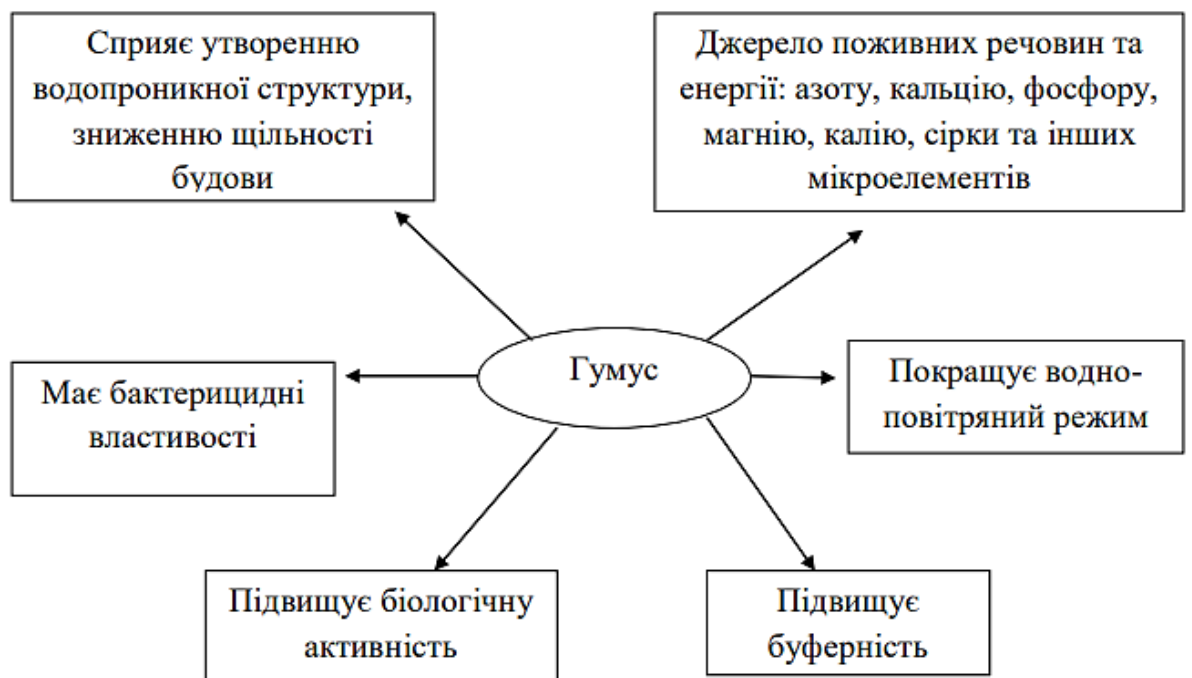 Сприяє утворенню
водопроникної структури,
зниженню щільності
будови
Джерело поживних речовин та
енергії: азоту, кальцію, фосфору,
магнію, калію, сірки та інших
мікроелементів
Гумус
Має бактерицидні
властивості
Покращує водно-
повітряний режим
Підвищує біологічну
активність
Підвищує
буферність